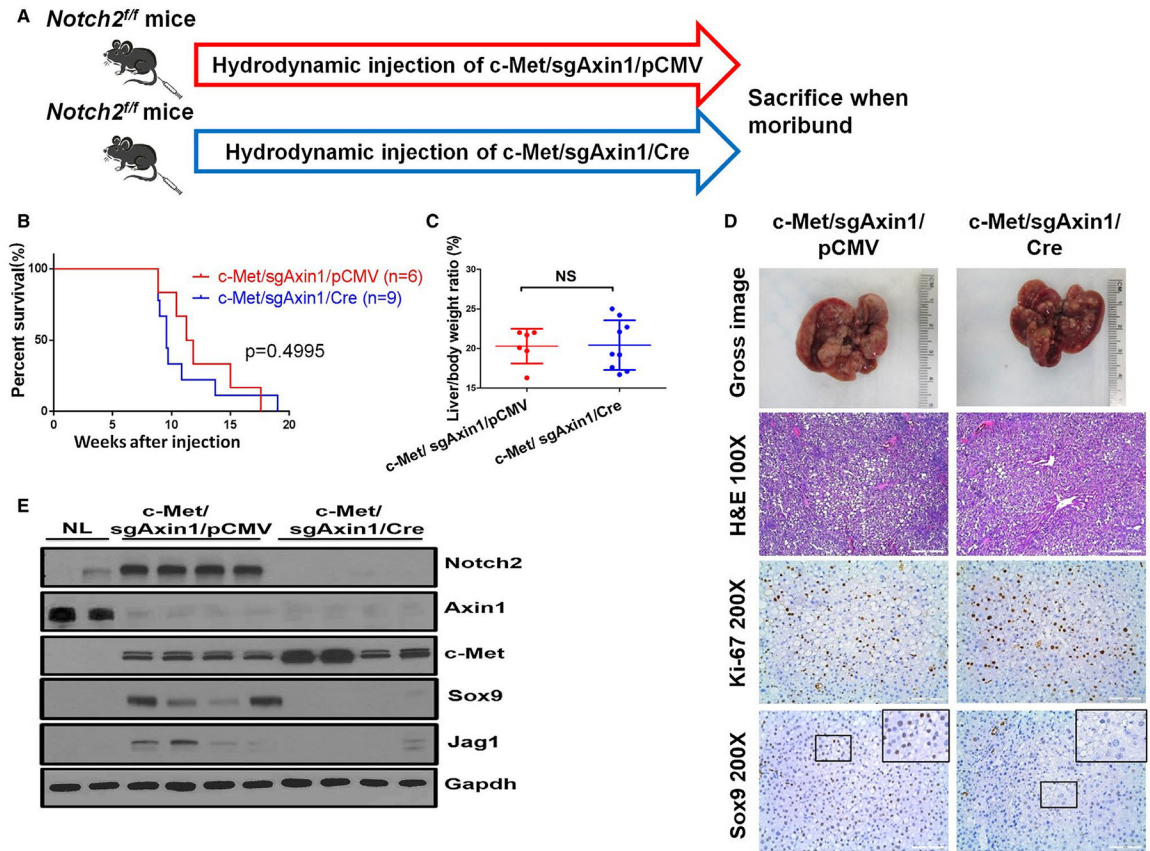 A
Notch2f/f mice
Hydrodynamic injection of c-Met/sgAxin1/pCMV
Notch2f/f mice
Hydrodynamic injection of c-Met/sgAxin1/Cre
Sacrifice when
moribund
B
Percent survival(%)
100
50
0
0 5 10 15 20
Weeks after injection
c-Met/sgAxin1/pCMV (n=6)
c-Met/sgAxin1/Cre (n=9)
p=0.4995
C
Liver/body weight ratio (%)
30
25
20
15
NS
c-Met/ sgAxin1/pCMV
c-Met/ sgAxin1/Cre
D
c-Met/sgAxin1/
pCMV
c-Met/sgAxin1/
Cre
Gross image
H&E 100X
Ki-67 200X
Sox9 200X
E
NL
c-Met/
sgAxin1/pCMV
c-Met/
sgAxin1/Cre
Notch2
Axin1
c-Met
Sox9
Jag1
Gapdh